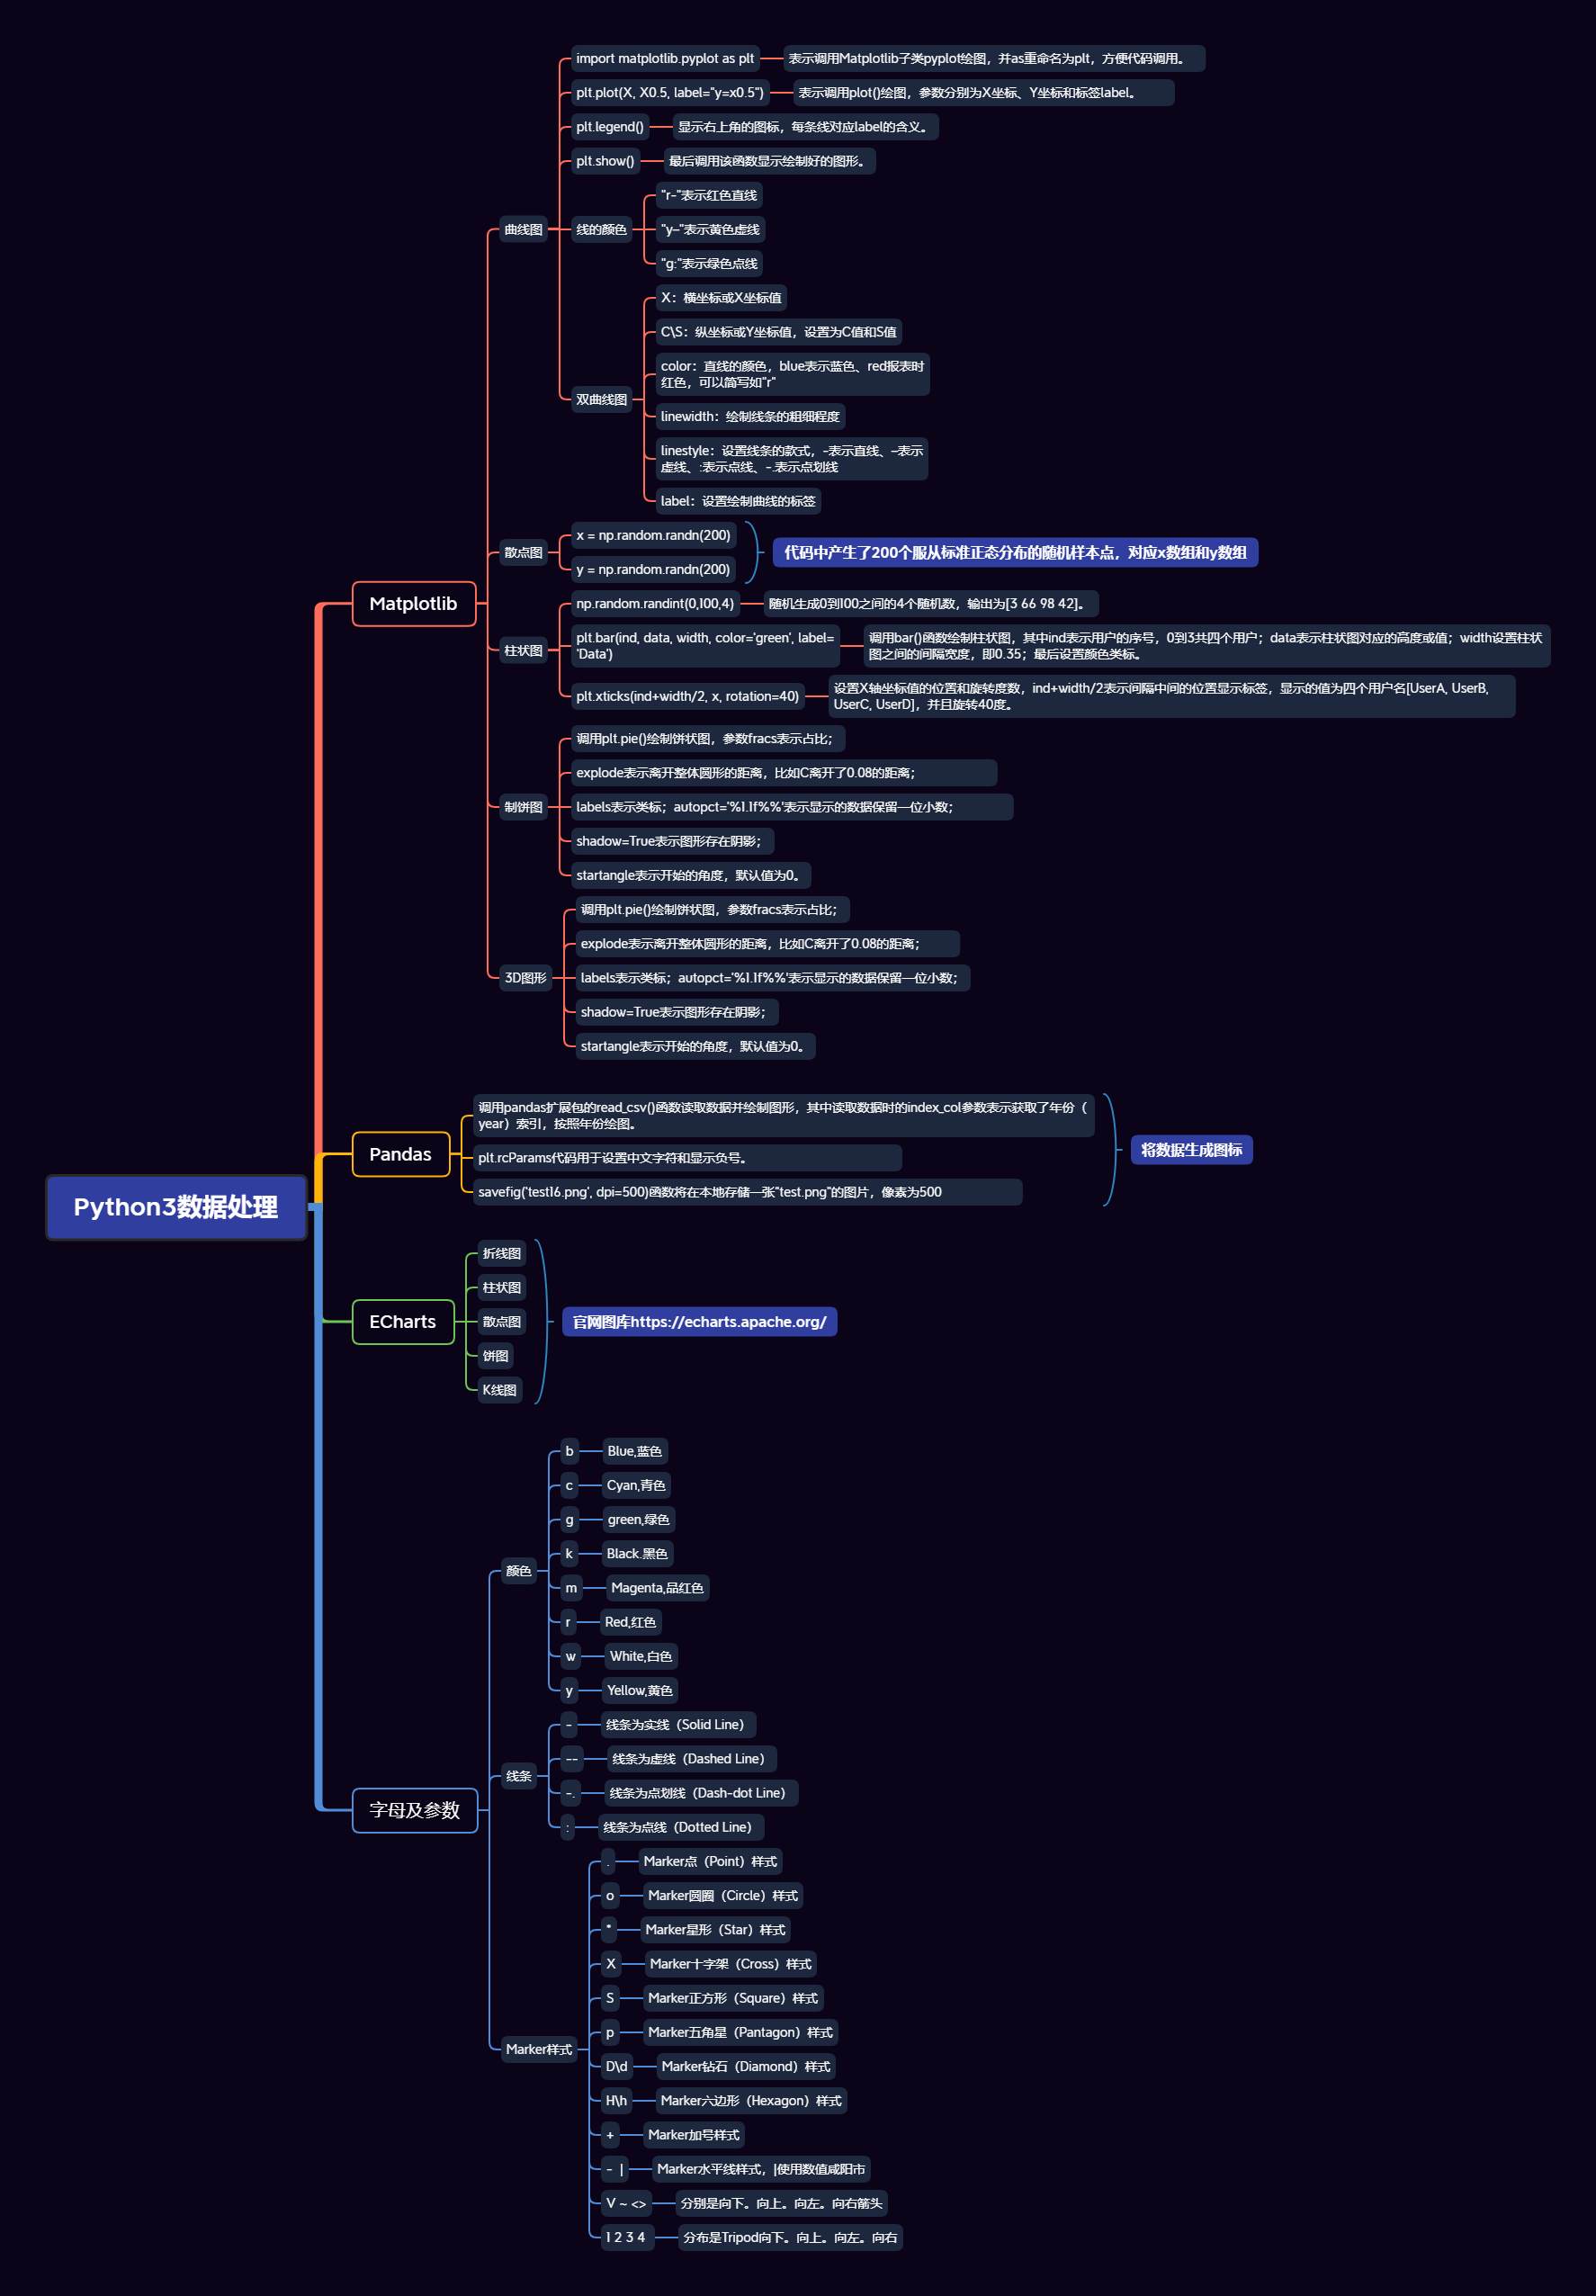 Python3数据处理
Matplotlib
曲线图
import matplotlib.pyplot as plt
表示调用Matplotlib子类pyplot绘图，并as重命名为plt，方便代码调用。
plt.plot(X, X0.5, label="y=x0.5")
表示调用plot()绘图，参数分别为X坐标、Y坐标和标签label。
plt.legend()
显示右上角的图标，每条线对应label的含义。
plt.show()
最后调用该函数显示绘制好的图形。
线的颜色
"r-"表示红色直线
"y–"表示黄色虚线
"g:"表示绿色点线
双曲线图
X：横坐标或X坐标值
C\S：纵坐标或Y坐标值，设置为C值和S值
color：直线的颜色，blue表示蓝色、red报表时
红色，可以简写如"r"
linewidth：绘制线条的粗细程度
linestyle：设置线条的款式，-表示直线、–表示
虚线、:表示点线、-.表示点划线
label：设置绘制曲线的标签
散点图
x = np.random.randn(200)
y = np.random.randn(200)
代码中产生了200个服从标准正态分布的随机样本点，对应x数组和y数组
柱状图
np.random.randint(0,100,4)
随机生成0到100之间的4个随机数，输出为[3 66 98 42]。
plt.bar(ind, data, width, color='green', label=
'Data')
调用bar()函数绘制柱状图，其中ind表示用户的序号，0到3共四个用户；data表示柱状图对应的高度或值；width设置柱状
图之间的间隔宽度，即0.35；最后设置颜色类标。
plt.xticks(ind+width/2, x, rotation=40)
设置X轴坐标值的位置和旋转度数，ind+width/2表示间隔中间的位置显示标签，显示的值为四个用户名[UserA, UserB,
UserC, UserD]，并且旋转40度。
制饼图
调用plt.pie()绘制饼状图，参数fracs表示占比；
explode表示离开整体圆形的距离，比如C离开了0.08的距离；
labels表示类标；autopct='%1.1f%%'表示显示的数据保留一位小数；
shadow=True表示图形存在阴影；
startangle表示开始的角度，默认值为0。
3D图形
调用plt.pie()绘制饼状图，参数fracs表示占比；
explode表示离开整体圆形的距离，比如C离开了0.08的距离；
labels表示类标；autopct='%1.1f%%'表示显示的数据保留一位小数；
shadow=True表示图形存在阴影；
startangle表示开始的角度，默认值为0。
Pandas
调用pandas扩展包的read_csv()函数读取数据并绘制图形，其中读取数据时的index_col参数表示获取了年份（
year）索引，按照年份绘图。
plt.rcParams代码用于设置中文字符和显示负号。
savefig('test16.png', dpi=500)函数将在本地存储一张"test.png"的图片，像素为500
将数据生成图标
ECharts
折线图
柱状图
散点图
饼图
K线图
官网图库https://echarts.apache.org/
字母及参数
颜色
b
Blue,蓝色
c
Cyan,青色
g
green,绿色
k
Black.黑色
m
Magenta,品红色
r
Red,红色
w
White,白色
y
Yellow,黄色
线条
-
线条为实线（Solid Line）
--
线条为虚线（Dashed Line）
-.
线条为点划线（Dash-dot Line）
:
线条为点线（Dotted Line）
Marker样式
.
Marker点（Point）样式
o
Marker圆圈（Circle）样式
*
Marker星形（Star）样式
X
Marker十字架（Cross）样式
S
Marker正方形（Square）样式
p
Marker五角星（Pantagon）样式
D\d
Marker钻石（Diamond）样式
H\h
Marker六边形（Hexagon）样式
+
Marker加号样式
- |
Marker水平线样式，|使用数值咸阳市
V ~ <>
分别是向下。向上。向左。向右箭头
1 2 3 4
分布是Tripod向下。向上。向左。向右